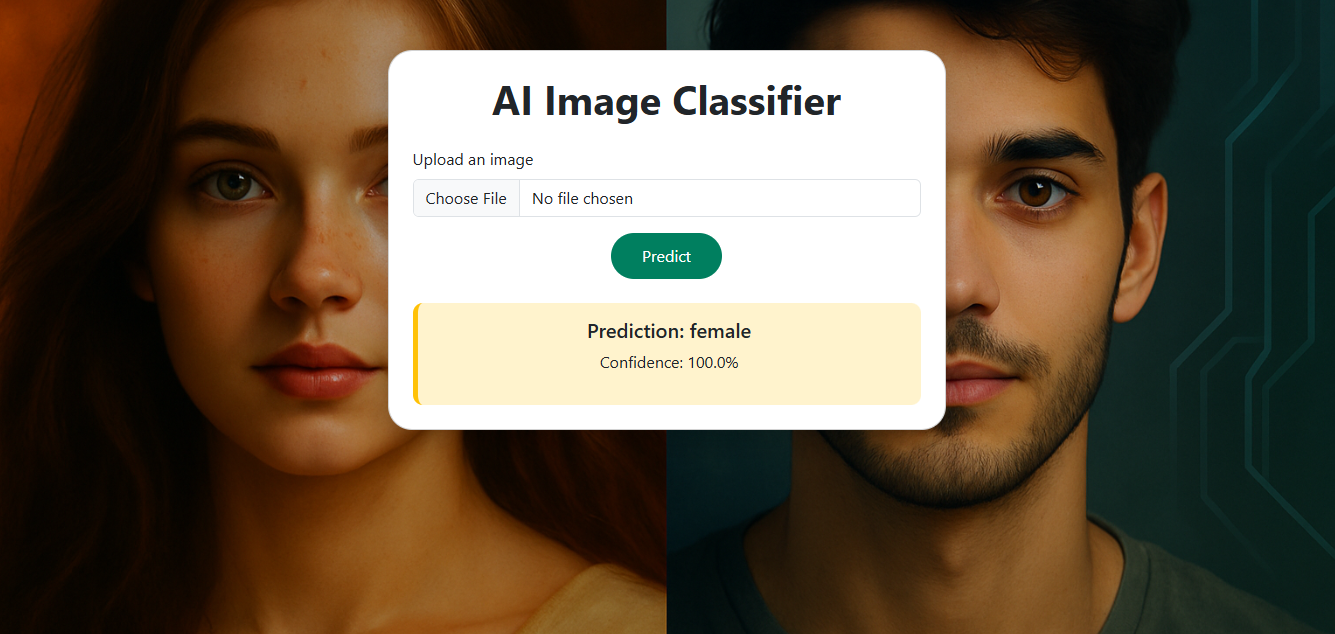 AI Image Classifier
Upload an image
Choose File No file chosen
Predict
Prediction: female
Confidence: 100.0%